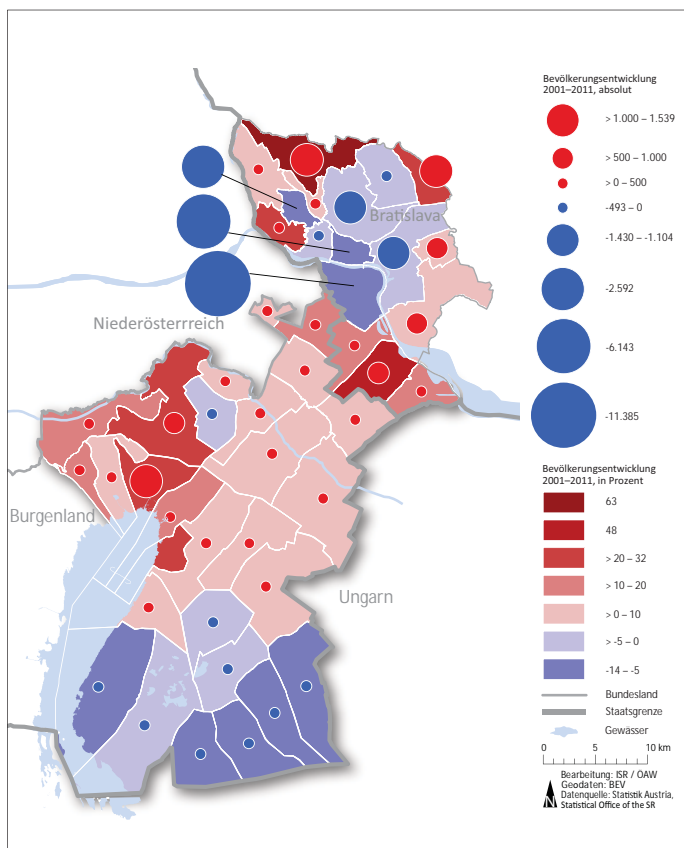 Bevölkerungsentwicklung
2001–2011, absolut
> 1.000 – 1.539
> 500 – 1.000
> 0 – 500
-493 – 0
-1.430 – -1.104
-2.592
-6.143
-11.385
Bratislava
Niederösterrreich
Burgenland
Ungarn
Bevölkerungsentwicklung
2001–2011, in Prozent
63
48
> 20 – 32
> 10 – 20
> 0 – 10
> -5 – 0
-14 – -5
Bundesland
Staatsgrenze
Gewässer
0 5 10 km
N
Bearbeitung: ISR / ÖAW
Geodaten: BEV
Datenquelle: Statistik Austria,
Statistical Office of the SR